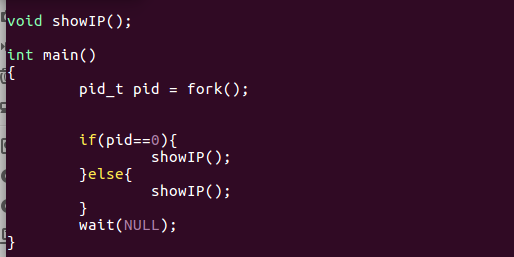 void showIP();
int main()
{
        pid_t pid = fork();
        if(pid==0){
                showIP();
        }else{
                showIP();
        }
        wait(NULL);
}